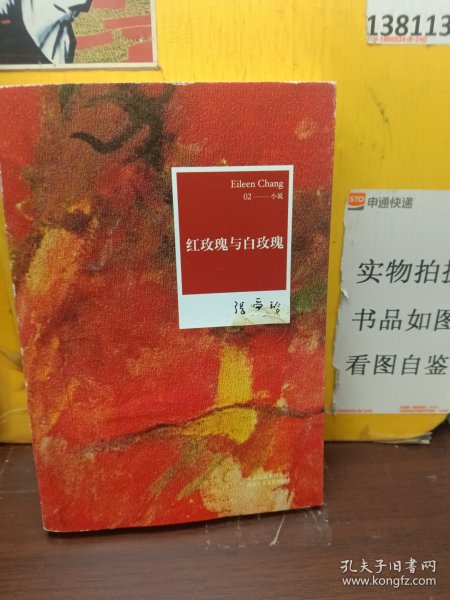 138113
Eileen Chang
02——小说
红玫瑰与白玫瑰
张爱玲
STO 申通快递
实物拍摄
书品如图
看图自鉴
孔夫子旧书网
www.kongfz.com